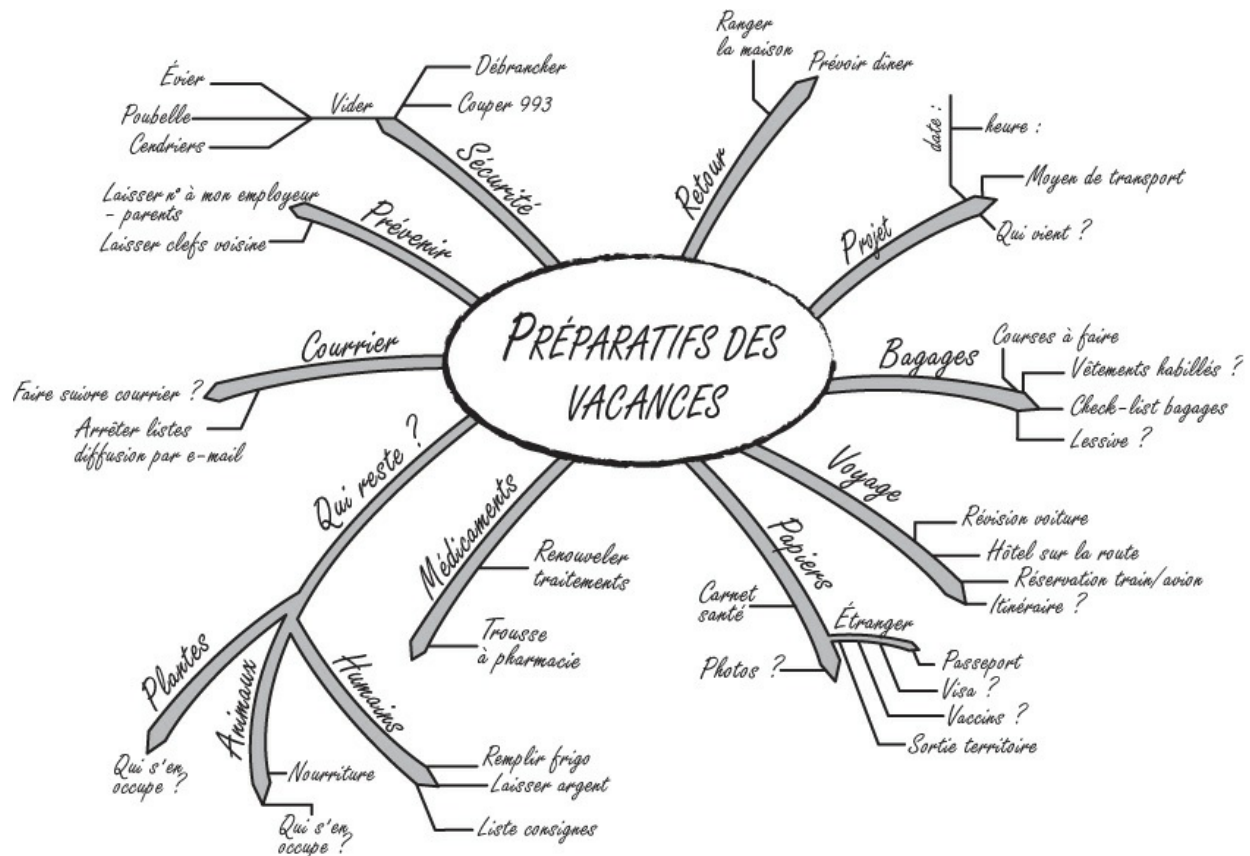 PRÉPARATIFS DES
VACANCES
Retour
Ranger
la maison
Prévoir dîner
Projet
date :
heure :
Moyen de transport
Qui vient ?
Bagages
Courses à faire
Vêtements habillés ?
Check-list bagages
Lessive ?
Voyage
Révision voiture
Hôtel sur la route
Réservation train/avion
Itinéraire ?
Papiers
Carnet
santé
Photos ?
Étranger
Passeport
Visa ?
Vaccins ?
Sortie territoire
Médicaments
Renouveler
traitements
Trousse
à pharmacie
Qui reste ?
Humains
Remplir frigo
Laisser argent
Liste consignes
Animaux
Nourriture
Qui s'en
occupe ?
Plantes
Qui s'en
occupe ?
Courrier
Faire suivre courrier ?
Arrêter listes
diffusion par e-mail
Prévenir
Laisser n° à mon employeur
- parents
Laisser clefs voisine
Sécurité
Vider
Évier
Poubelle
Cendriers
Débrancher
Couper 993